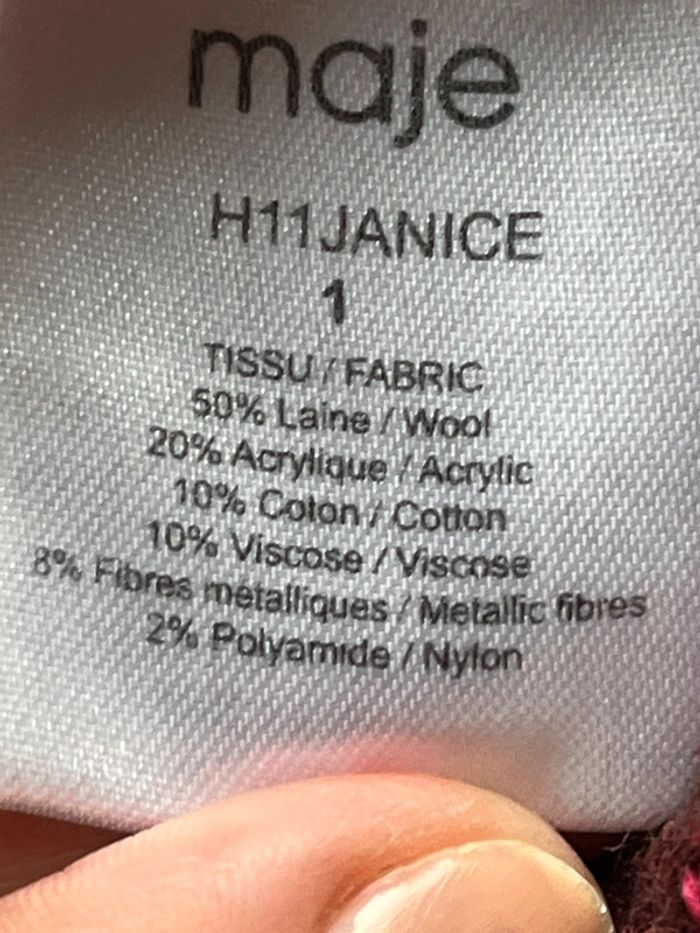 maje
H11JANICE
1
TISSU / FABRIC
50% Laine / Wool
20% Acrylique / Acrylic
10% Coton / Cotton
10% Viscose / Viscose
8% Fibres métalliques / Metallic fibres
2% Polyamide / Nylon